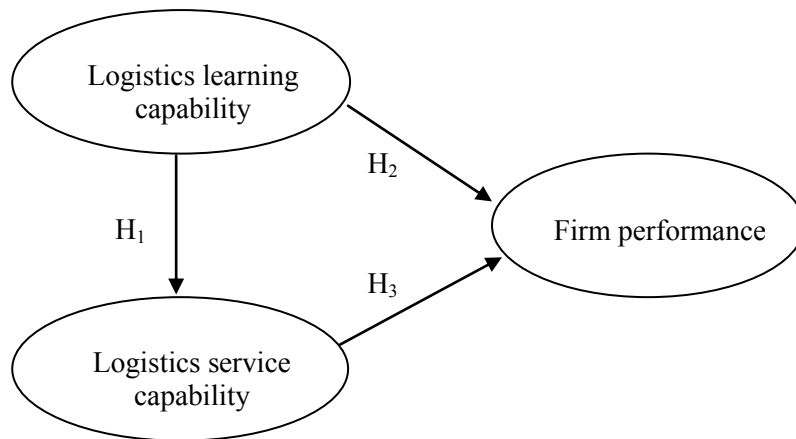 Logistics learning
capability
H₂
Firm performance
H₁
H₃
Logistics service
capability